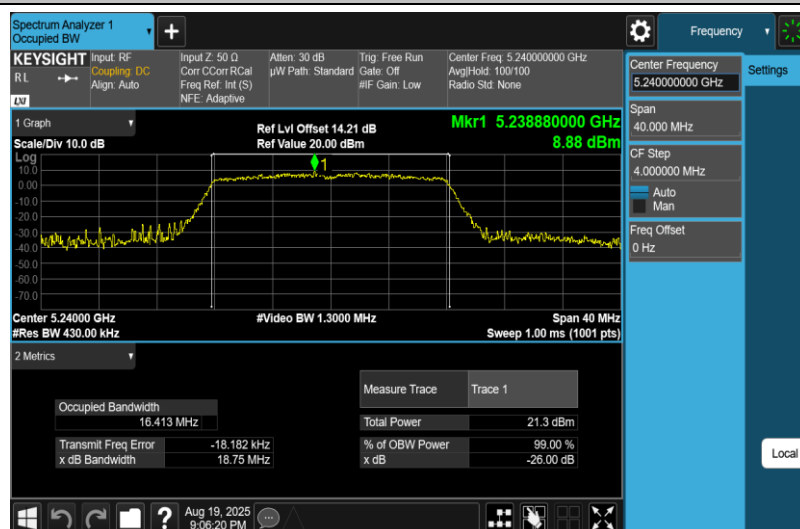 Spectrum Analyzer 1
Occupied BW
Frequency
KEYSIGHT
RL
LXI
Input: RF
Coupling: DC
Align: Auto
Input Z: 50 Ω
Corr CCorr RCal
Freq Ref: Int (S)
NFE: Adaptive
Atten: 30 dB
µW Path: Standard
Trig: Free Run
Gate: Off
#IF Gain: Low
Center Freq: 5.240000000 GHz
Avg|Hold: 100/100
Radio Std: None
Center Frequency
5.240000000 GHz
Settings
Span
40.000 MHz
CF Step
4.000000 MHz
Auto
Man
Freq Offset
0 Hz
1 Graph
Scale/Div 10.0 dB
Ref Lvl Offset 14.21 dB
Ref Value 20.00 dBm
Mkr1 5.238880000 GHz
8.88 dBm
Log
10.0
0.00
-10.0
-20.0
-30.0
-40.0
-50.0
-60.0
-70.0
1
Center 5.24000 GHz
#Res BW 430.00 kHz
#Video BW 1.3000 MHz
Span 40 MHz
Sweep 1.00 ms (1001 pts)
2 Metrics
Measure Trace Trace 1
Occupied Bandwidth
16.413 MHz
Total Power 21.3 dBm
Transmit Freq Error -18.182 kHz
% of OBW Power 99.00 %
x dB Bandwidth 18.75 MHz
x dB -26.00 dB
Local
Aug 19, 2025
9:06:20 PM